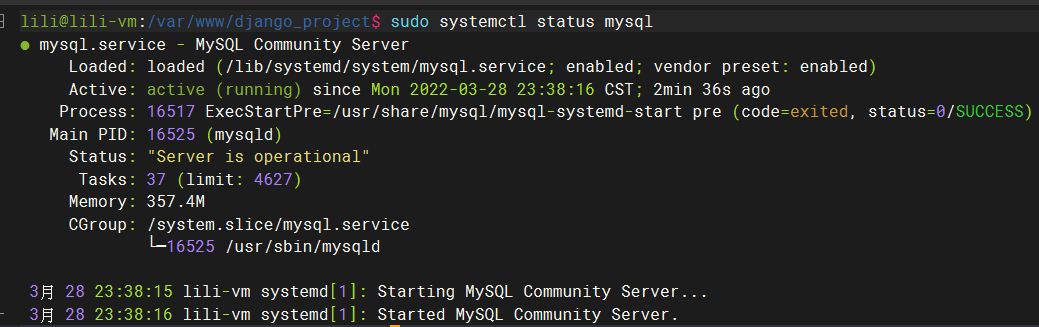 lili@lili-vm:/var/www/django_project$ sudo systemctl status mysql
● mysql.service - MySQL Community Server
Loaded: loaded (/lib/systemd/system/mysql.service; enabled; vendor preset: enabled)
Active: active (running) since Mon 2022-03-28 23:38:16 CST; 2min 36s ago
Process: 16517 ExecStartPre=/usr/share/mysql/mysql-systemd-start pre (code=exited, status=0/SUCCESS)
Main PID: 16525 (mysqld)
Status: "Server is operational"
Tasks: 37 (limit: 4627)
Memory: 357.4M
CGroup: /system.slice/mysql.service
└─16525 /usr/sbin/mysqld
3月 28 23:38:15 lili-vm systemd[1]: Starting MySQL Community Server...
3月 28 23:38:16 lili-vm systemd[1]: Started MySQL Community Server.